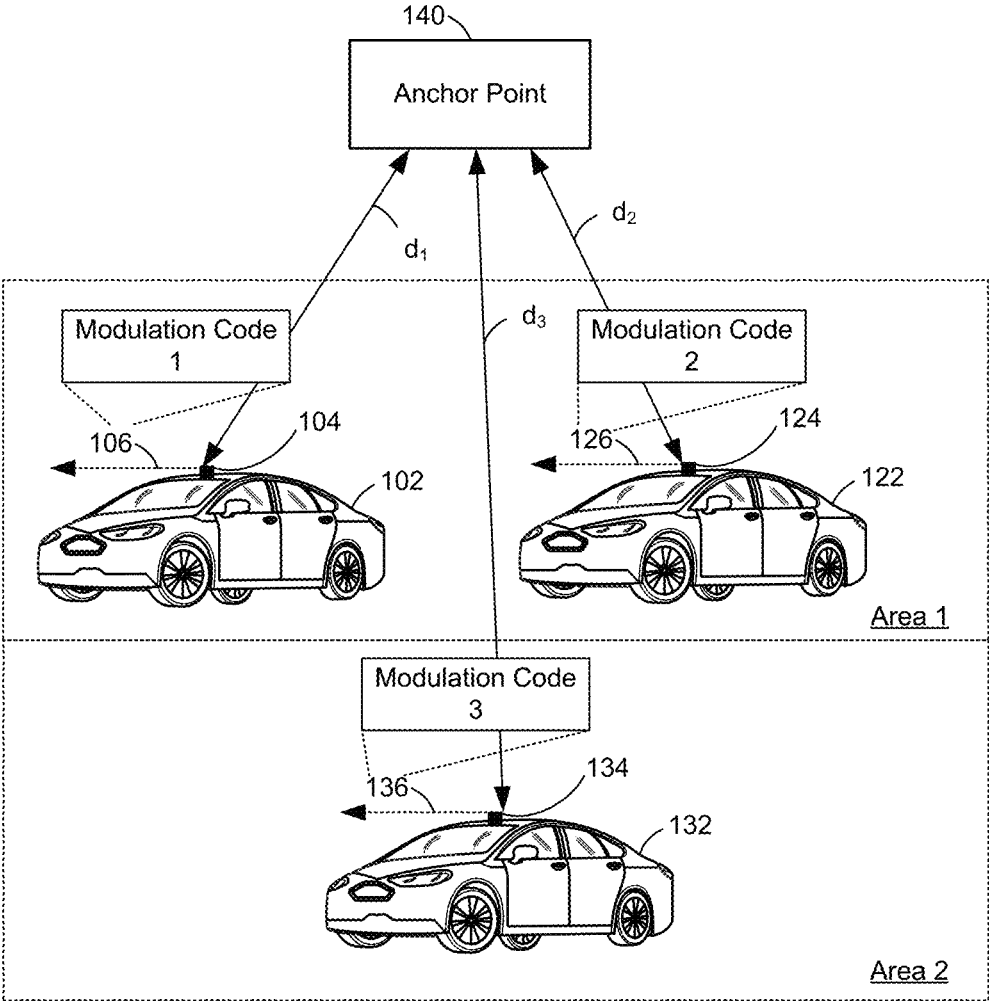 140
Anchor Point
d₁
d₂
d₃
Modulation Code
1
Modulation Code
2
106
104
102
126
124
122
Area 1
Modulation Code
3
136
134
132
Area 2